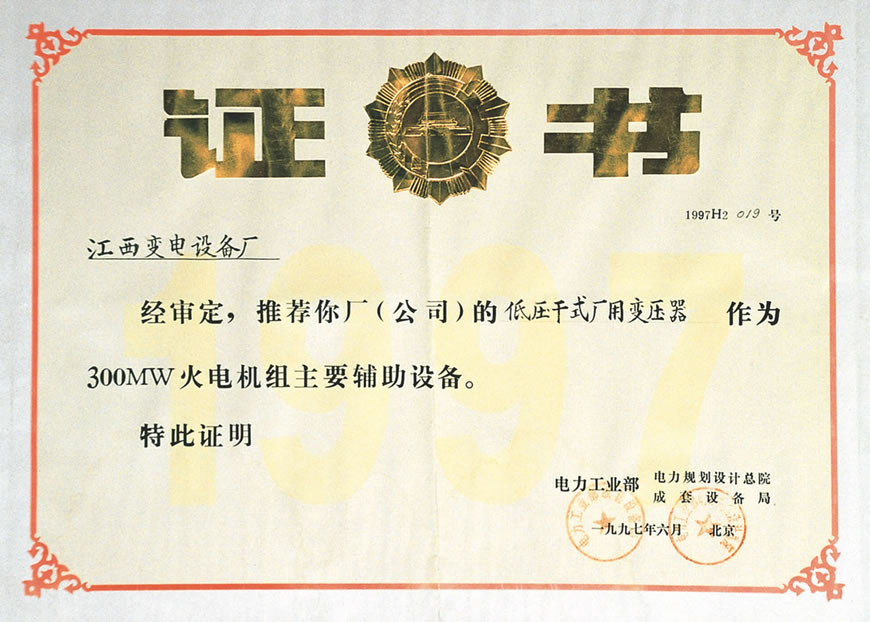 证书
1997H2 019 号
江西变电设备厂
经审定，推荐你厂（公司）的 低压干式厂用变压器 作为
300MW火电机组主要辅助设备。
特此证明
1997
电力工业部 电力规划设计总院
成套设备局
一九九七年六月 北京